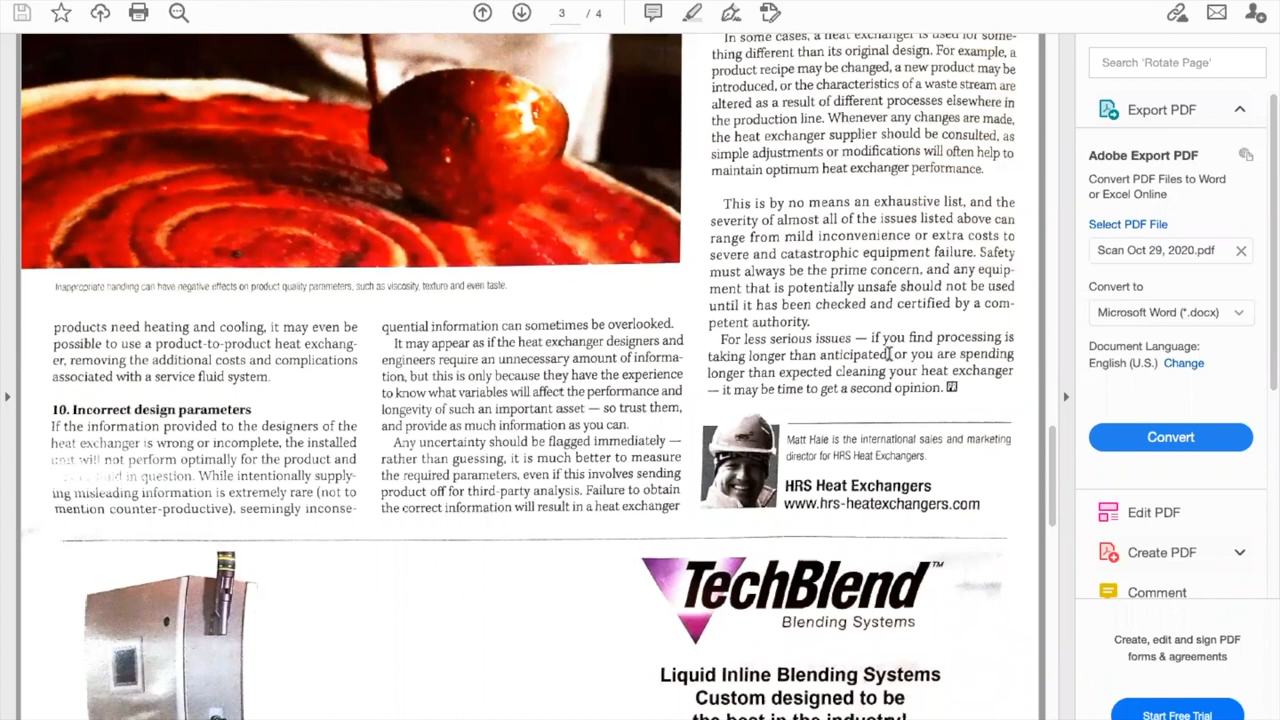 3 / 4
In some cases, a heat exchanger is used for some-
thing different than its original design. For example, a
product recipe may be changed, a new product may be
introduced, or the characteristics of a waste stream are
altered as a result of different processes elsewhere in
the production line. Whenever any changes are made,
the heat exchanger supplier should be consulted, as
simple adjustments or modifications will often help to
maintain optimum heat exchanger performance.
This is by no means an exhaustive list, and the
severity of almost all of the issues listed above can
range from mild inconvenience or extra costs to
severe and catastrophic equipment failure. Safety
must always be the prime concern, and any equip-
ment that is potentially unsafe should not be used
until it has been checked and certified by a com-
petent authority.
For less serious issues — if you find processing is
taking longer than anticipated or you are spending
longer than expected cleaning your heat exchanger
— it may be time to get a second opinion.
Inappropriate handling can have negative effects on product quality parameters, such as viscosity, texture and even taste.
products need heating and cooling, it may even be
possible to use a product-to-product heat exchang-
er, removing the additional costs and complications
associated with a service fluid system.
10. Incorrect design parameters
If the information provided to the designers of the
heat exchanger is wrong or incomplete, the installed
unit will not perform optimally for the product and
in question. While intentionally supply-
ing misleading information is extremely rare (not to
mention counter-productive), seemingly inconse-
quential information can sometimes be overlooked.
It may appear as if the heat exchanger designers and
engineers require an unnecessary amount of informa-
tion, but this is only because they have the experience
to know what variables will affect the performance and
longevity of such an important asset — so trust them,
and provide as much information as you can.
Any uncertainty should be flagged immediately —
rather than guessing, it is much better to measure
the required parameters, even if this involves sending
product off for third-party analysis. Failure to obtain
the correct information will result in a heat exchanger
Matt Hale is the international sales and marketing
director for HRS Heat Exchangers.
HRS Heat Exchangers
www.hrs-heatexchangers.com
TechBlend™
Blending Systems
Liquid Inline Blending Systems
Custom designed to be
the best in the industry!
Search 'Rotate Page'
Export PDF
Adobe Export PDF
Convert PDF Files to Word
or Excel Online
Select PDF File
Scan Oct 29, 2020.pdf
Convert to
Microsoft Word (*.docx)
Document Language:
English (U.S.) Change
Convert
Edit PDF
Create PDF
Comment
Create, edit and sign PDF
forms & agreements
Start Free Trial